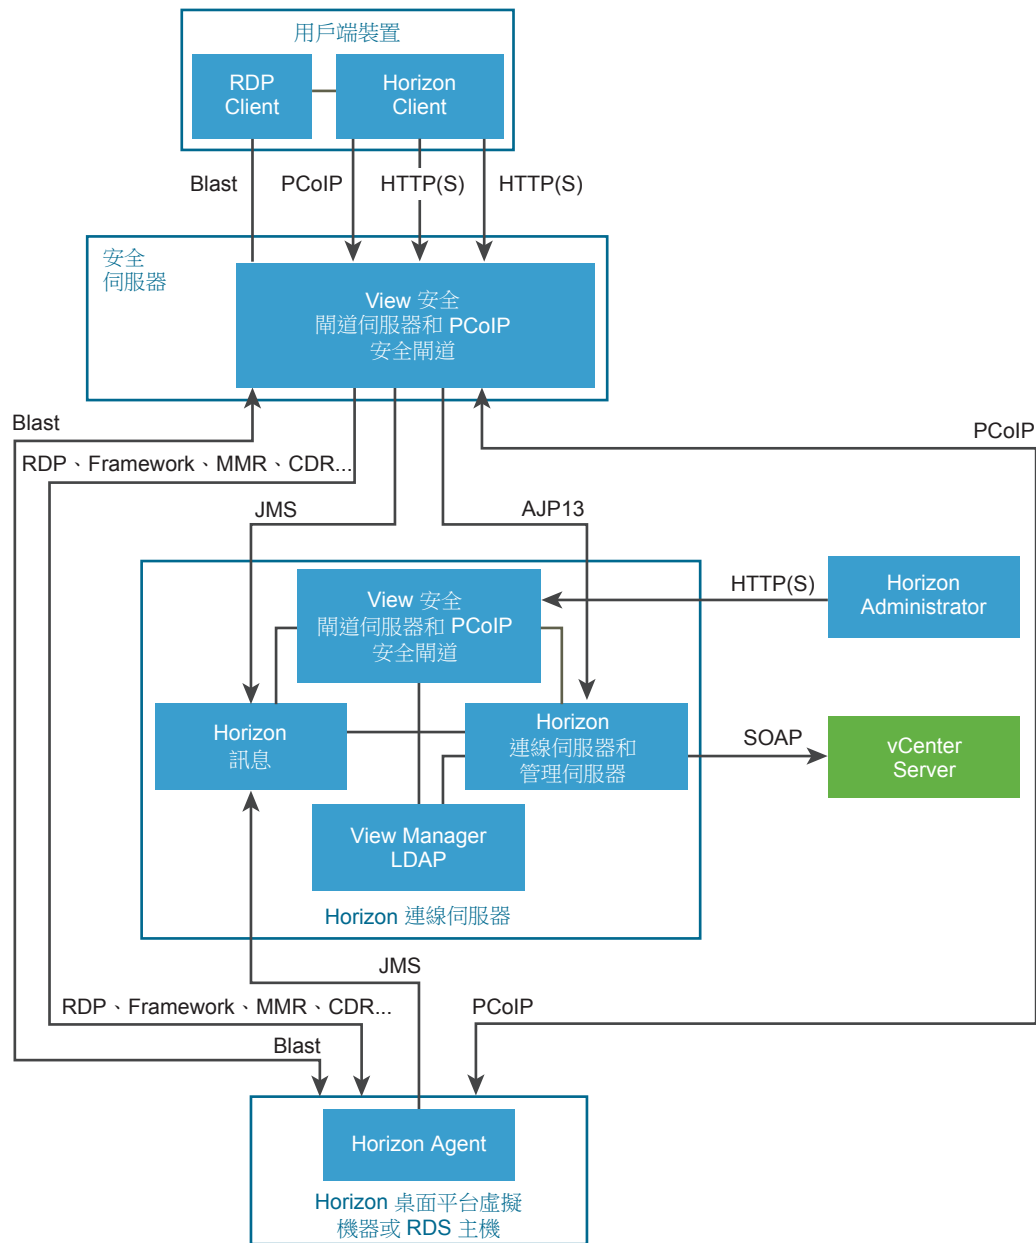 用戶端裝置
RDP
Client
Horizon
Client
Blast
PCoIP
HTTP(S)
HTTP(S)
安全
伺服器
View 安全
閘道伺服器和 PCoIP
安全閘道
Blast
PCoIP
RDP、Framework、MMR、CDR...
JMS
AJP13
View 安全
閘道伺服器和 PCoIP
安全閘道
HTTP(S)
Horizon
Administrator
Horizon
訊息
Horizon
連線伺服器和
管理伺服器
SOAP
vCenter
Server
View Manager
LDAP
Horizon 連線伺服器
JMS
RDP、Framework、MMR、CDR...
PCoIP
Blast
Horizon Agent
Horizon 桌面平台虛擬
機器或 RDS 主機